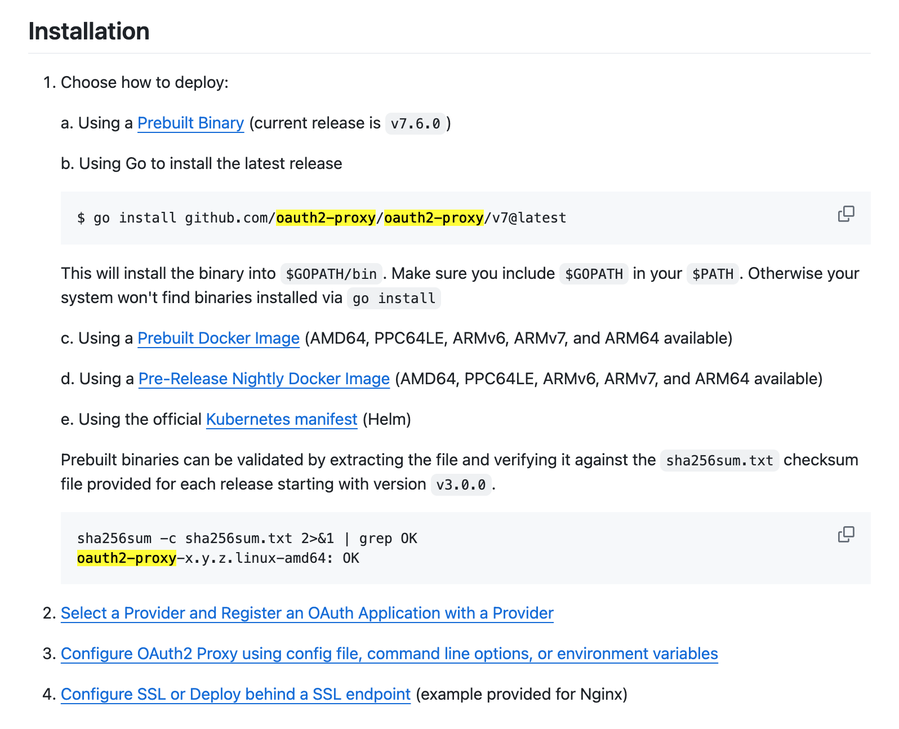 Installation
1. Choose how to deploy:
a. Using a Prebuilt Binary (current release is v7.6.0 )
b. Using Go to install the latest release
$ go install github.com/oauth2-proxy/oauth2-proxy/v7@latest
This will install the binary into $GOPATH/bin . Make sure you include $GOPATH in your $PATH . Otherwise your
system won't find binaries installed via go install
c. Using a Prebuilt Docker Image (AMD64, PPC64LE, ARMv6, ARMv7, and ARM64 available)
d. Using a Pre-Release Nightly Docker Image (AMD64, PPC64LE, ARMv6, ARMv7, and ARM64 available)
e. Using the official Kubernetes manifest (Helm)
Prebuilt binaries can be validated by extracting the file and verifying it against the sha256sum.txt checksum
file provided for each release starting with version v3.0.0 .
sha256sum -c sha256sum.txt 2>&1 | grep OK
oauth2-proxy-x.y.z.linux-amd64: OK
2. Select a Provider and Register an OAuth Application with a Provider
3. Configure OAuth2 Proxy using config file, command line options, or environment variables
4. Configure SSL or Deploy behind a SSL endpoint (example provided for Nginx)